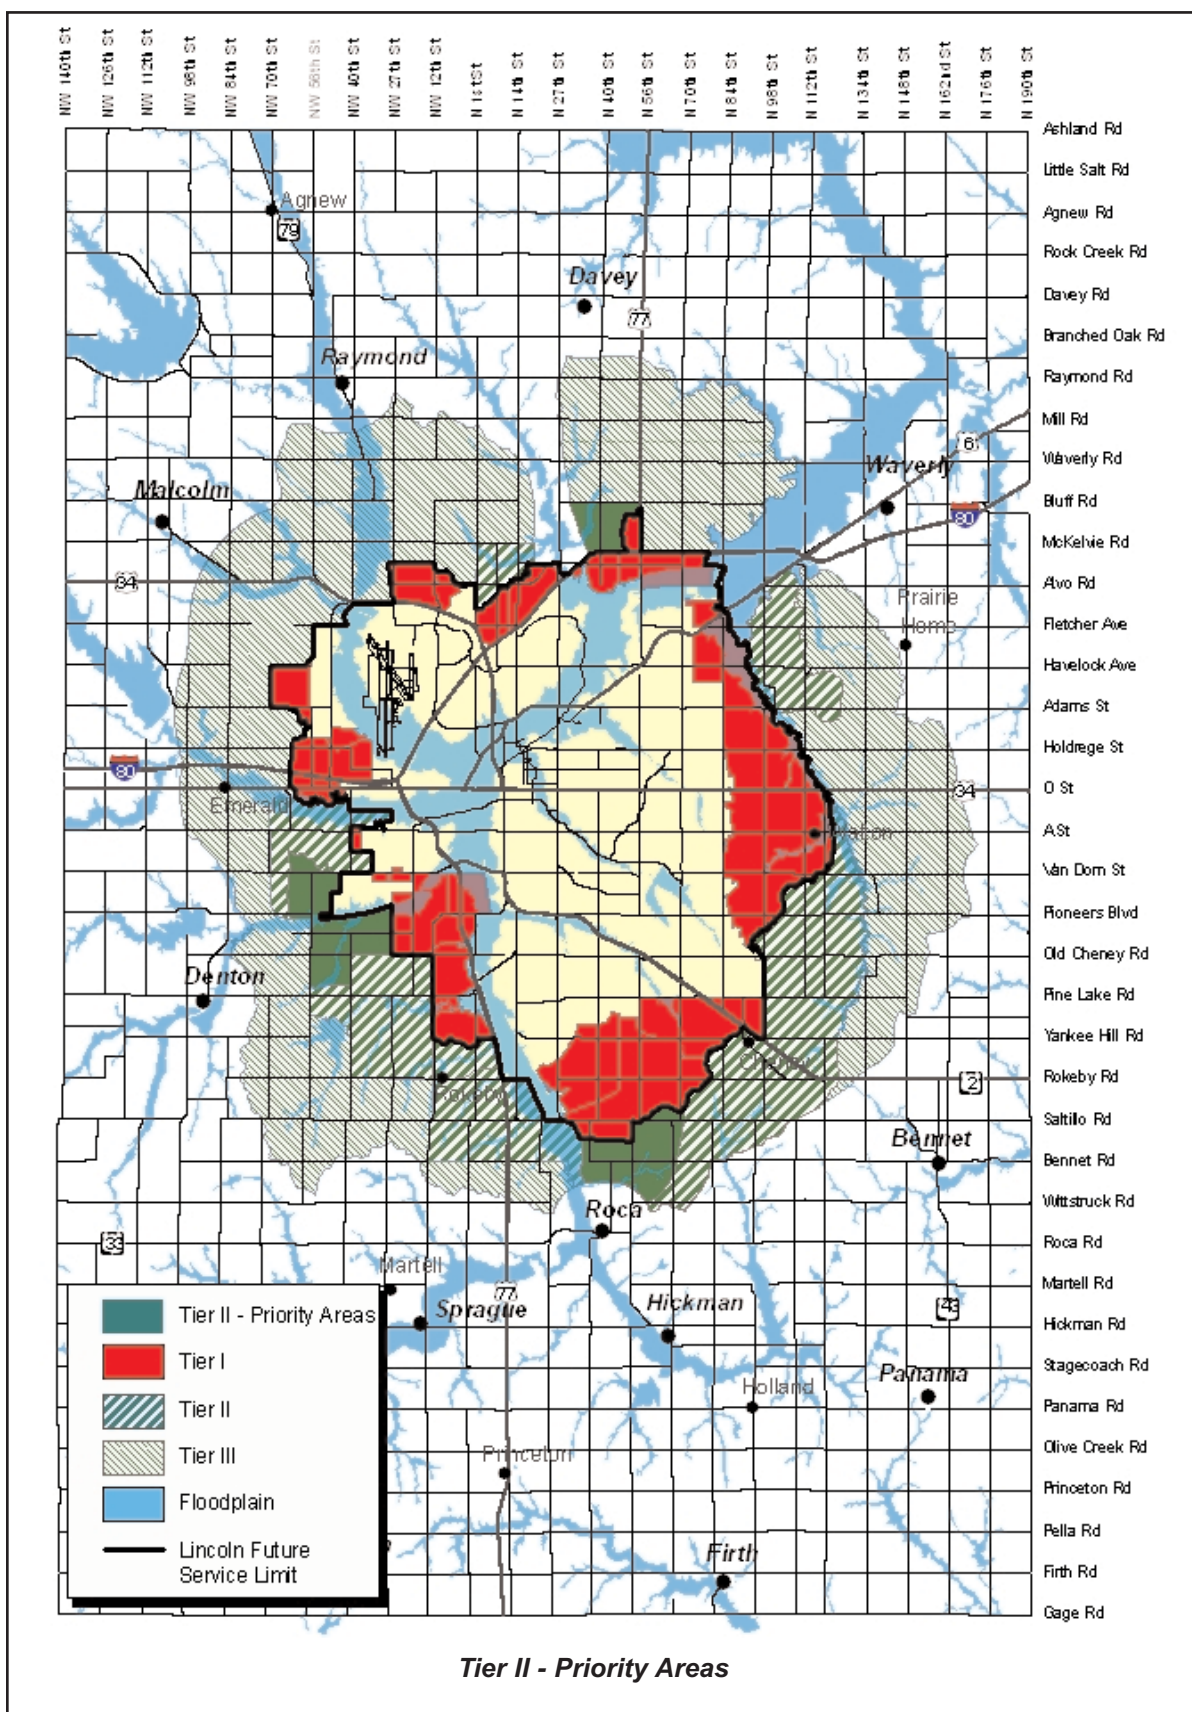 NW 140th St
NW 126th St
NW 112th St
NW 98th St
NW 84th St
NW 70th St
NW 56th St
NW 40th St
NW 27th St
NW 12th St
N 1st St
N 14th St
N 27th St
N 40th St
N 56th St
N 70th St
N 84th St
N 98th St
N 112th St
N 134th St
N 148th St
N 162nd St
N 176th St
N 190th St
Ashland Rd
Little Salt Rd
Agnew Rd
Rock Creek Rd
Davey Rd
Branched Oak Rd
Raymond Rd
Mill Rd
Waverly Rd
Bluff Rd
McKelvie Rd
Alvo Rd
Fletcher Ave
Havelock Ave
Adams St
Holdrege St
O St
A St
Van Dorn St
Pioneers Blvd
Old Cheney Rd
Pine Lake Rd
Yankee Hill Rd
Rokeby Rd
Saltillo Rd
Bennet Rd
Wittstruck Rd
Roca Rd
Martell Rd
Hickman Rd
Stagecoach Rd
Panama Rd
Olive Creek Rd
Princeton Rd
Pella Rd
Firth Rd
Gage Rd
Agnew
79
Davey
77
Raymond
6
Waverly
Malcolm
80
34
Prairie
Home
80
Emerald
34
Walton
Denton
Cheney
Rokeby
2
Bennet
Roca
33
Martell
77
Sprague
Hickman
43
Panama
Holland
Princeton
Firth
Tier II - Priority Areas
Tier I
Tier II
Tier III
Floodplain
Lincoln Future
Service Limit
Tier II - Priority Areas